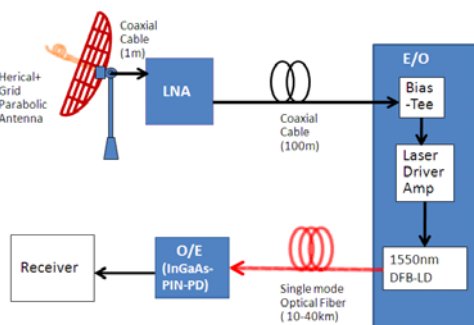 Coaxial
Cable
(1m)
Herical+
Grid
Parabolic
Antenna
LNA
Coaxial
Cable
(100m)
E/O
Bias
-Tee
Laser
Driver
Amp
1550nm
DFB-LD
Single mode
Optical Fiber
( 10-40km)
O/E
(InGaAs-
PIN-PD)
Receiver